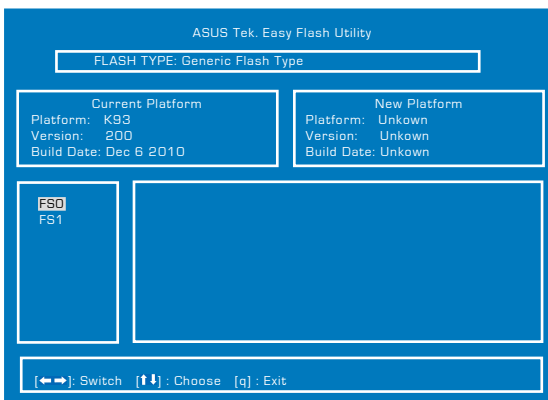 ASUS Tek. Easy Flash Utility
FLASH TYPE: Generic Flash Type
Current Platform
Platform: K93
Version: 200
Build Date: Dec 6 2010
New Platform
Platform: Unkown
Version: Unkown
Build Date: Unkown
FS0
FS1
[←→]: Switch [↑↓] : Choose [q] : Exit